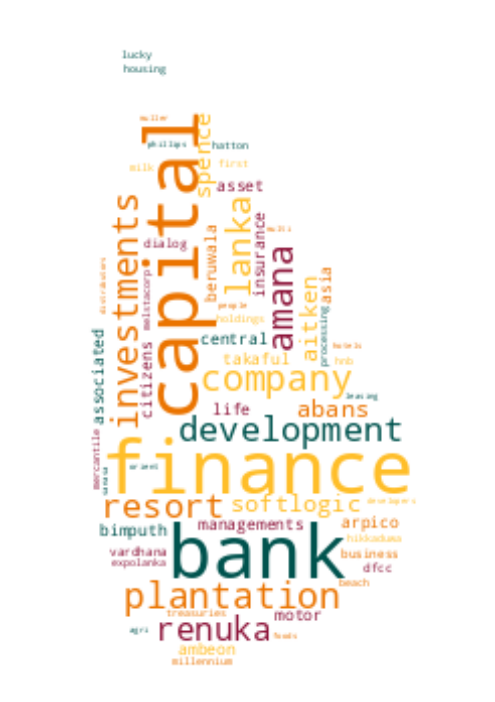 lucky
housing
muller
capital
spence
phillips
hatton
milk
first
asset
investments
lanka
insurance
multi
beruwala
dialog
amana
distributors
melstacorp
asia
aitken
people
holdings
processing
associated
citizens
central
hotels
takaful
hnb
company
leasing
life
abans
development
mercantile
finance
orient
sanasa
resort
softlogic
developers
bimputh
managements
arpico
bank
hikkaduwa
vardhana
business
expolanka
dfcc
beach
plantation
treasuries
motor
agri
renuka
foods
ambeon
millennium